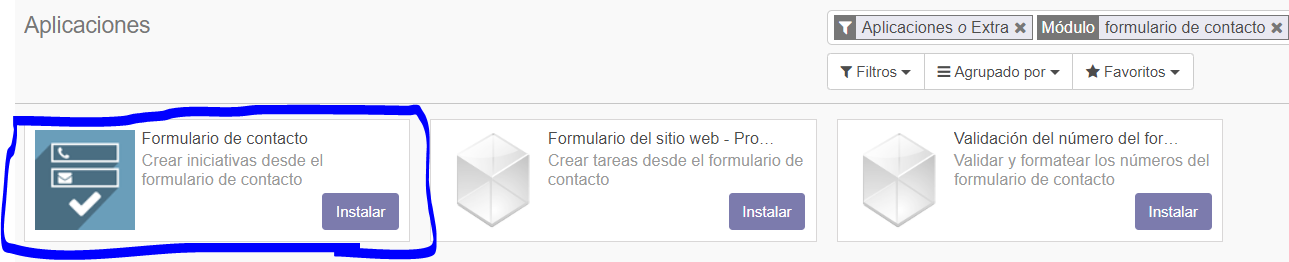 Aplicaciones
Aplicaciones o Extra ✖ Módulo formulario de contacto ✖
Filtros Agrupado por Favoritos
Formulario de contacto
Crear iniciativas desde el
formulario de contacto
Instalar
Formulario del sitio web - Pro...
Crear tareas desde el formulario de
contacto
Instalar
Validación del número del for...
Validar y formatear los números del
formulario de contacto
Instalar